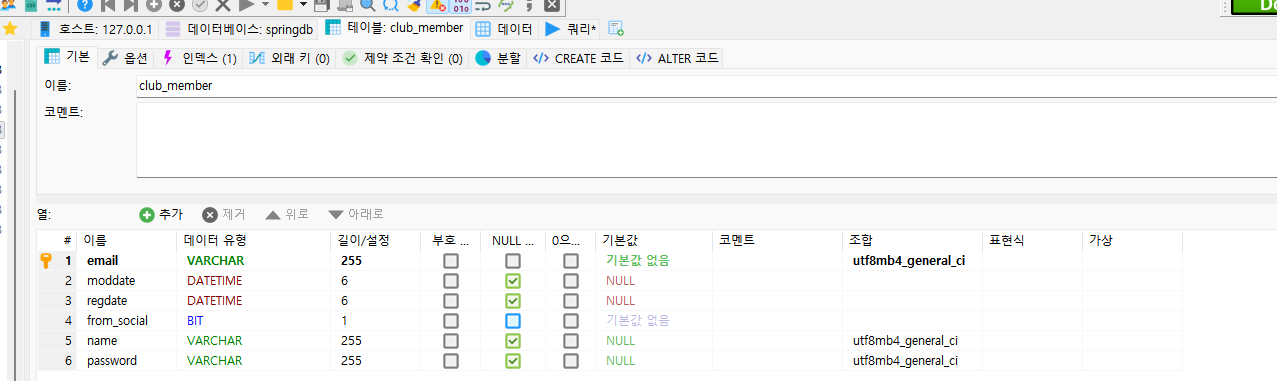 호스트: 127.0.0.1 데이터베이스: springdb 테이블: club_member 데이터 쿼리*
기본 옵션 인덱스 (1) 외래 키 (0) 제약 조건 확인 (0) 분할 CREATE 코드 ALTER 코드
이름: club_member
코멘트:
열: 추가 제거 위로 아래로
# 이름 데이터 유형 길이/설정 부호 ... NULL ... 0으... 기본값 코멘트 조합 표현식 가상
1 email VARCHAR 255 기본값 없음 utf8mb4_general_ci
2 moddate DATETIME 6 NULL
3 regdate DATETIME 6 NULL
4 from_social BIT 1 기본값 없음
5 name VARCHAR 255 NULL utf8mb4_general_ci
6 password VARCHAR 255 NULL utf8mb4_general_ci